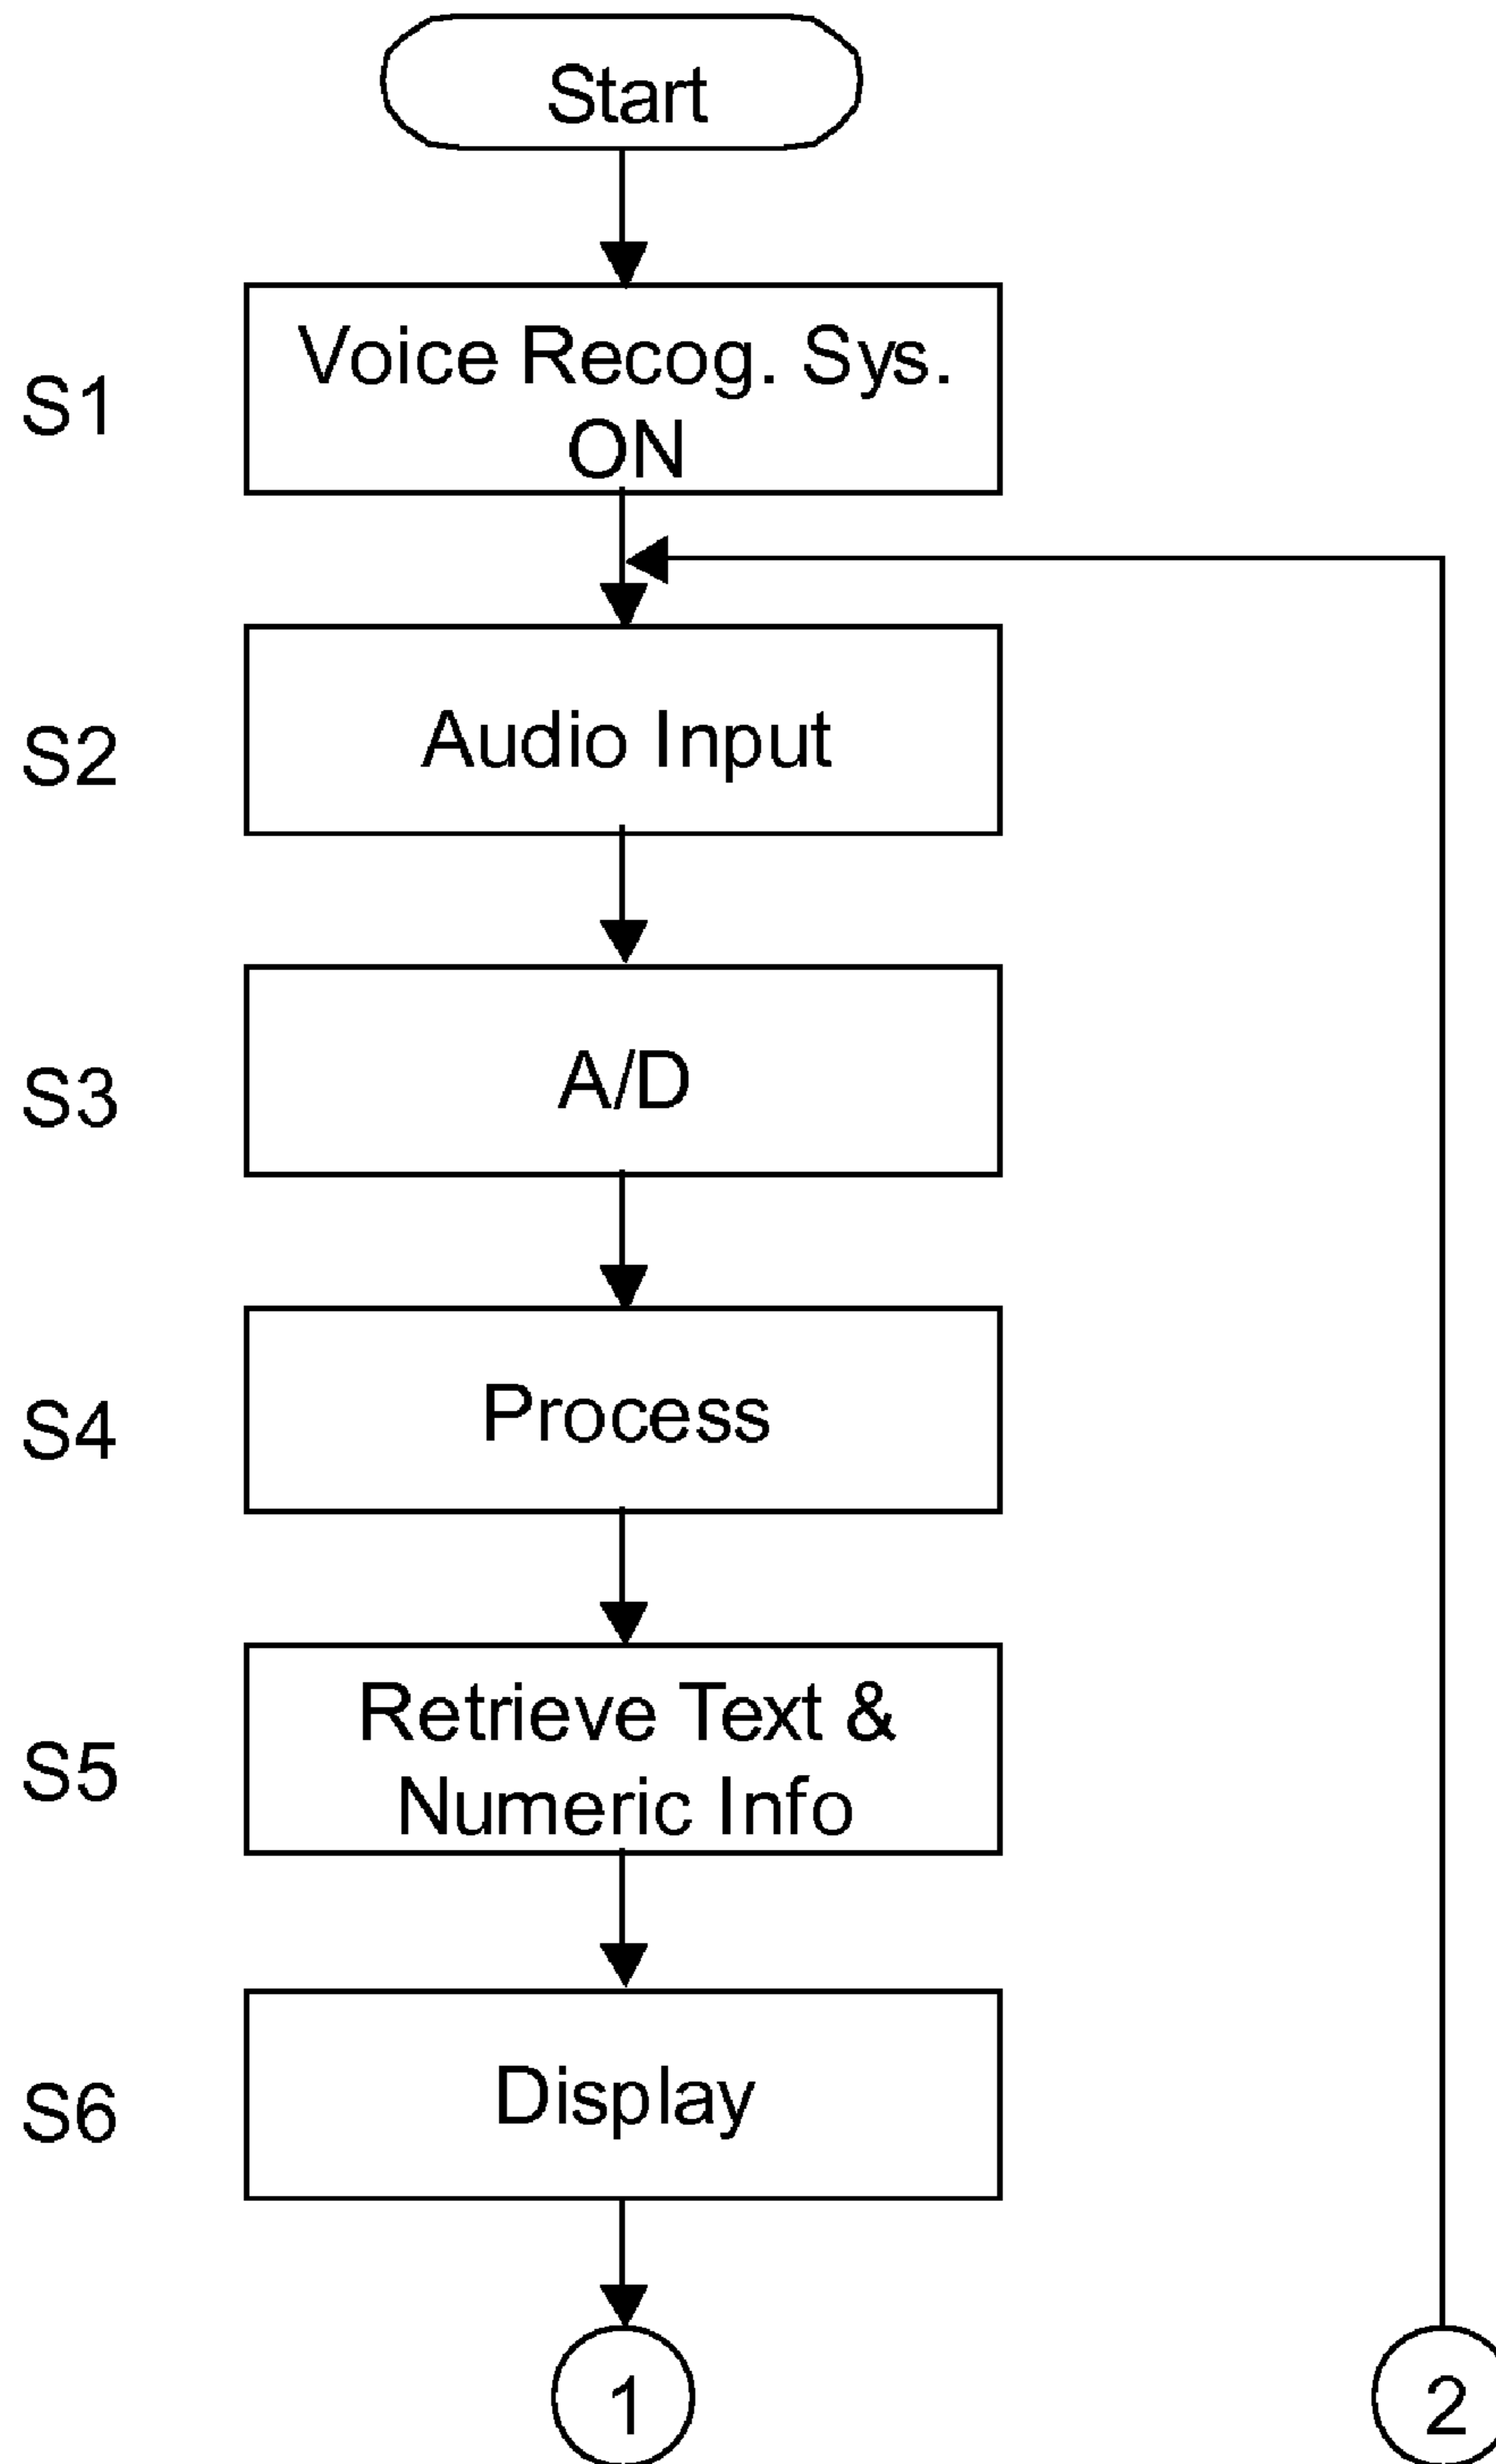 Start
S1
Voice Recog. Sys.
ON
S2
Audio Input
S3
A/D
S4
Process
S5
Retrieve Text &
Numeric Info
S6
Display
1
2